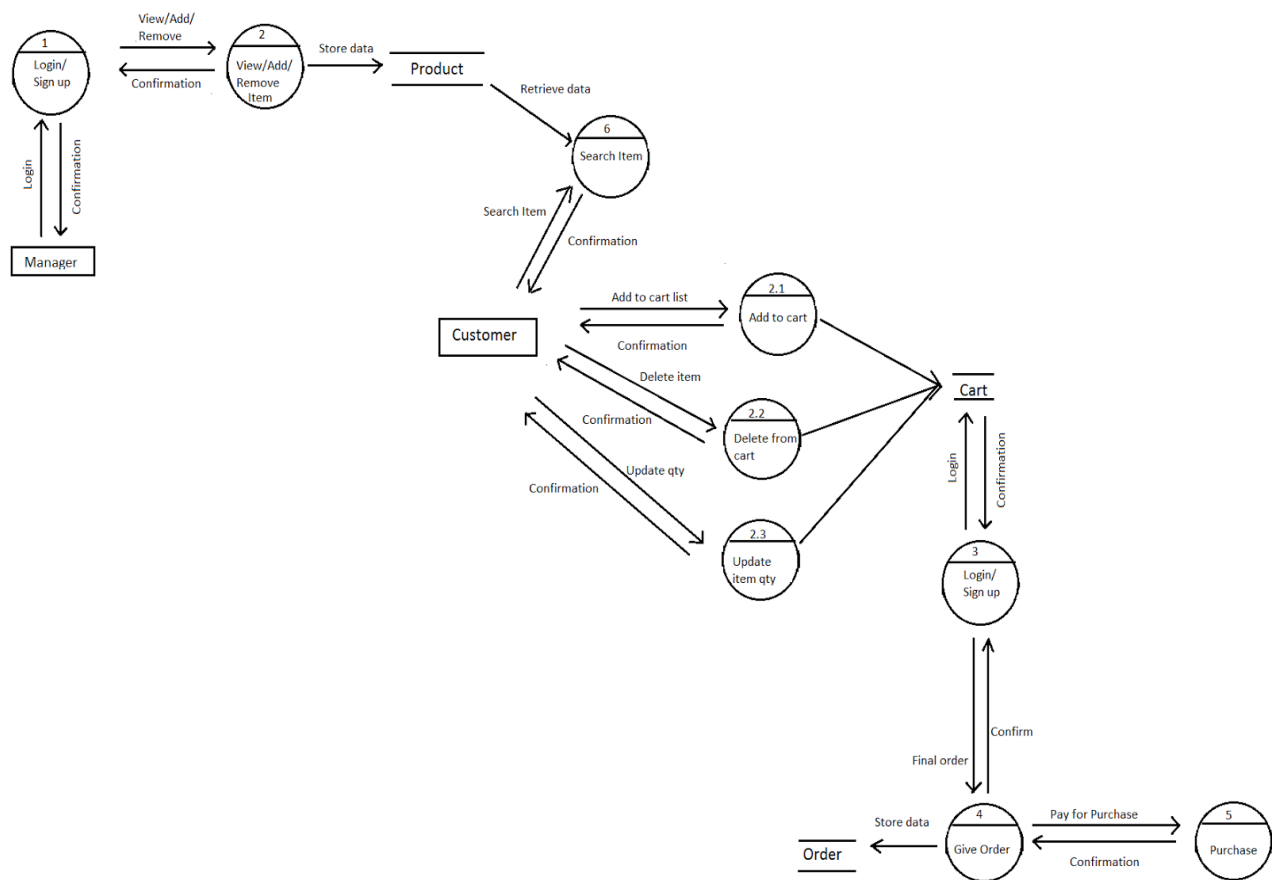 View/Add/
Remove
1
Login/
Sign up
Confirmation
2
View/Add/
Remove
Item
Store data
Product
Retrieve data
6
Search Item
Login
Confirmation
Manager
Search Item
Confirmation
Customer
Add to cart list
Confirmation
2.1
Add to cart
Delete item
Confirmation
2.2
Delete from
cart
Update qty
Confirmation
2.3
Update
item qty
Cart
Login
Confirmation
3
Login/
Sign up
Final order
Confirm
4
Give Order
Store data
Order
Pay for Purchase
Confirmation
5
Purchase